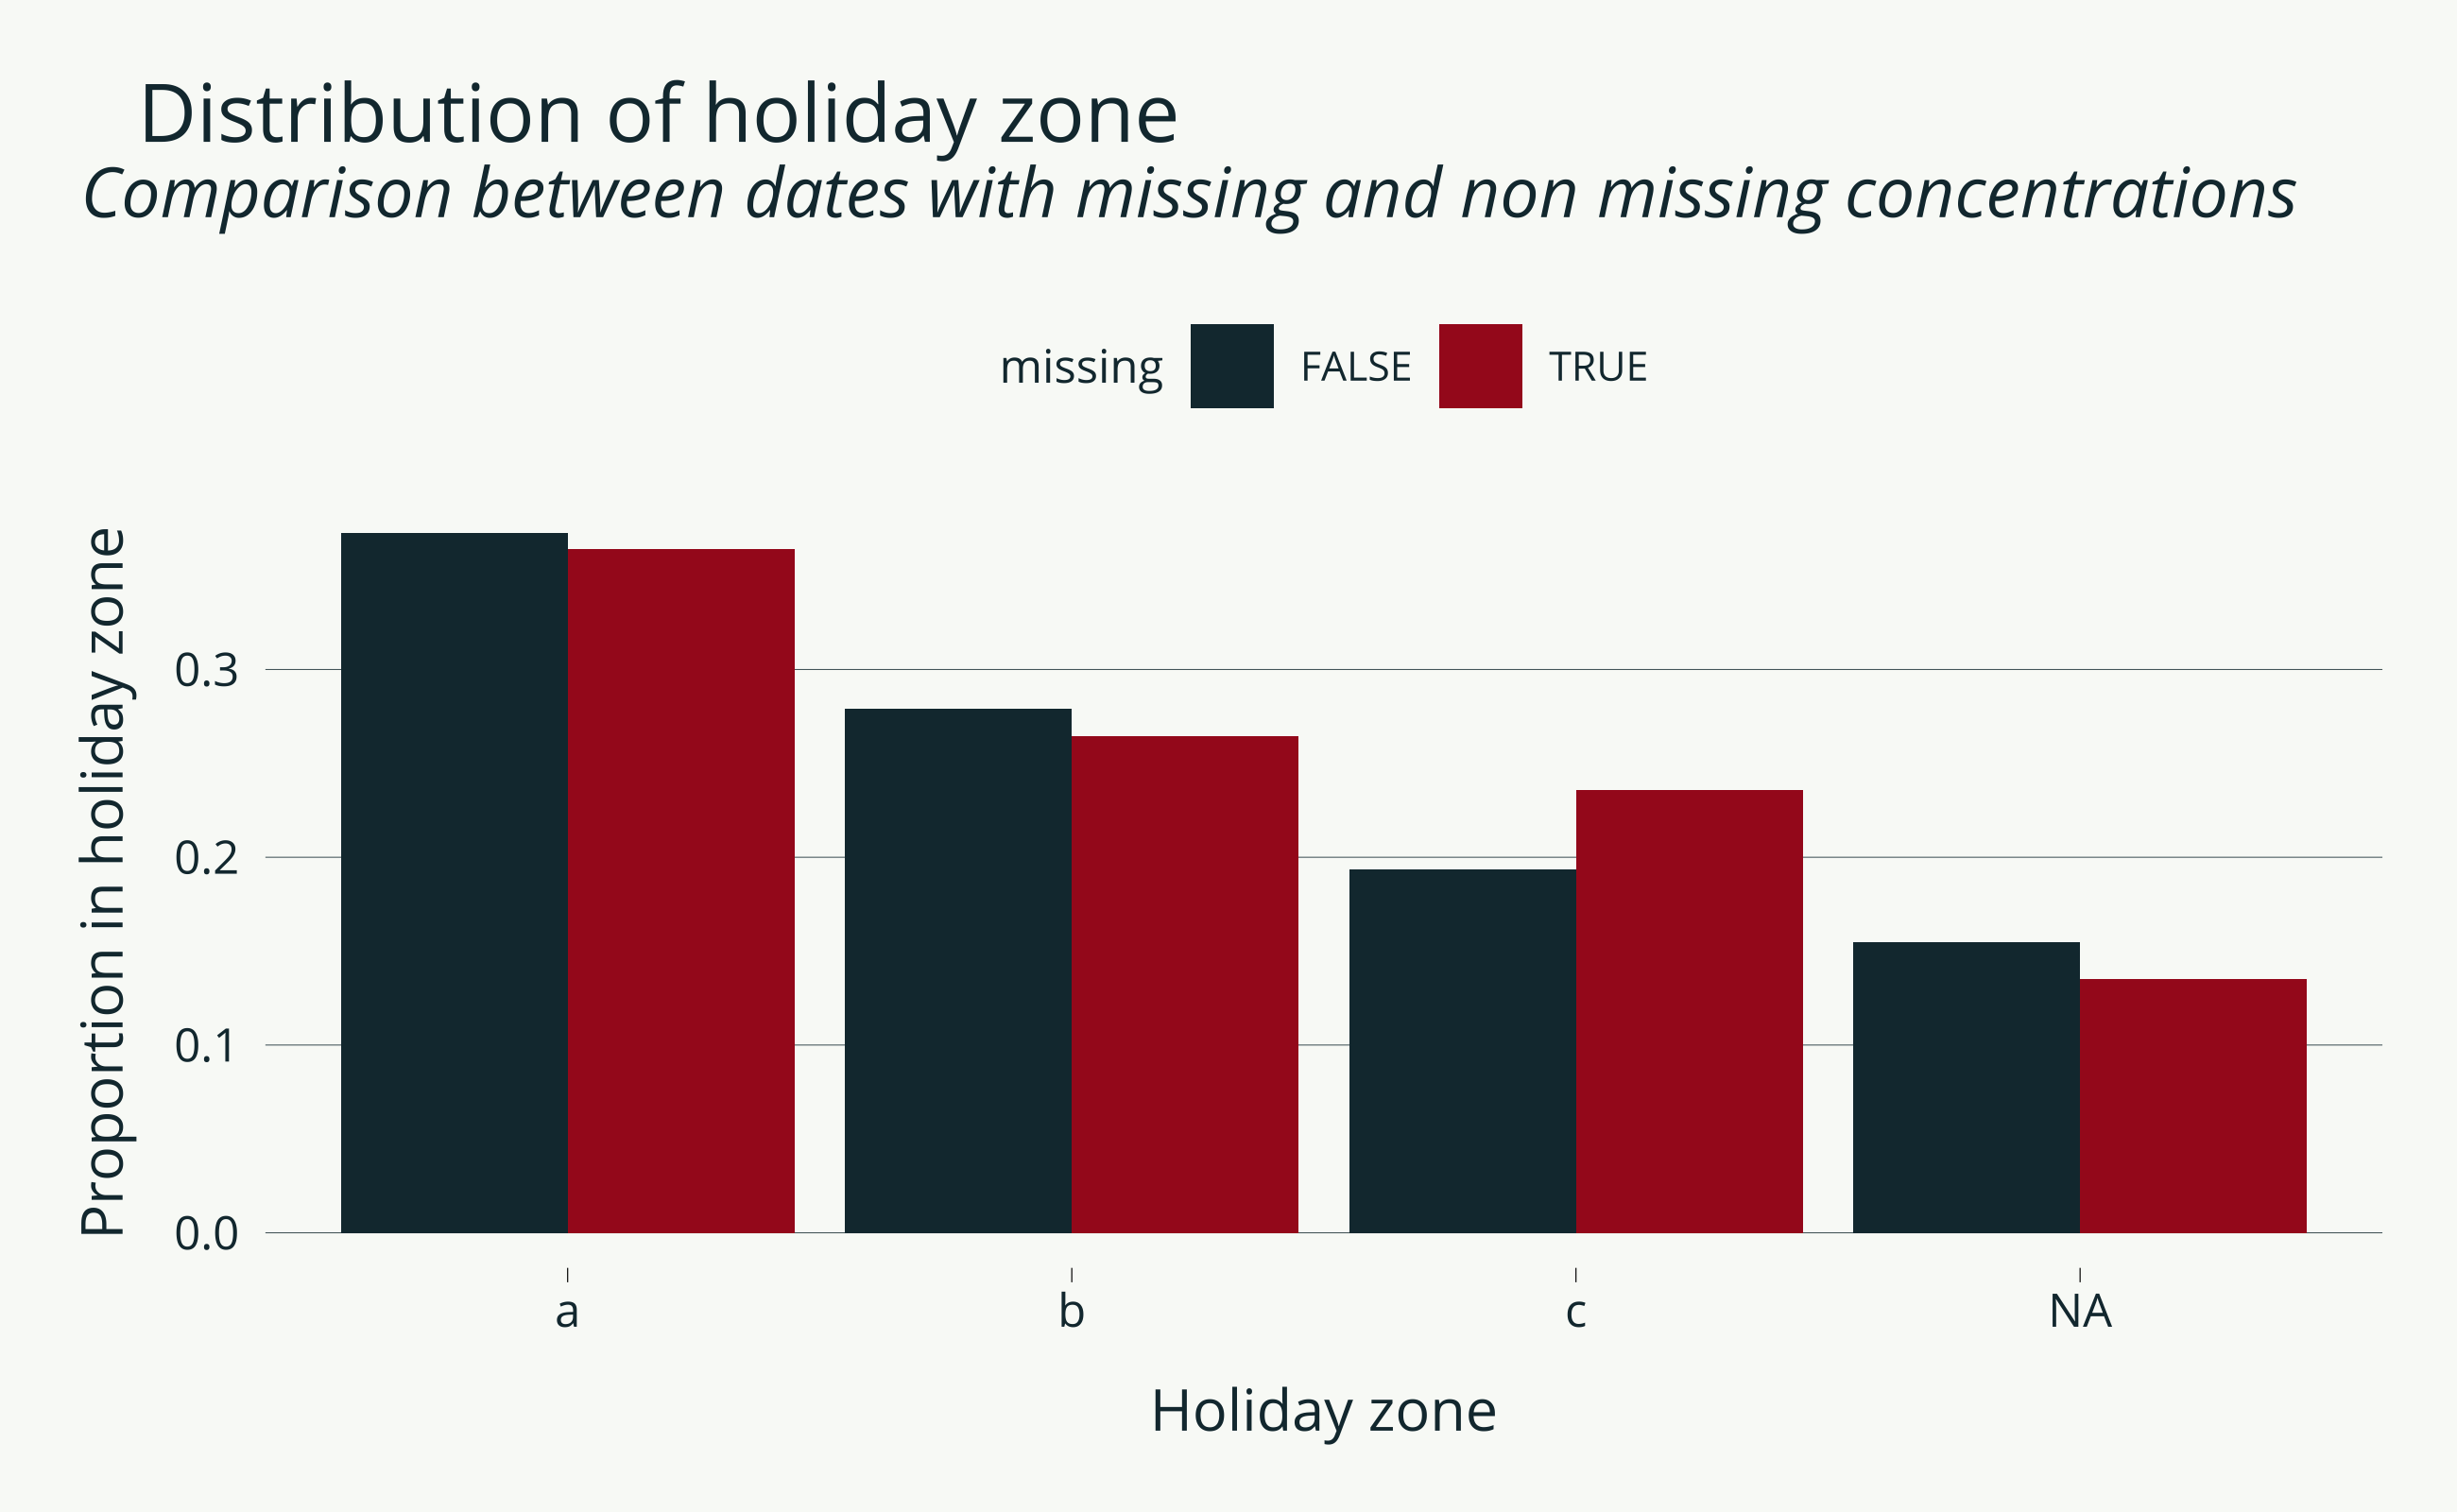 Distribution of holiday zone
Comparison between dates with missing and non missing concentrations
missing FALSE TRUE
Proportion in holiday zone
0.3
0.2
0.1
0.0
a b c NA
Holiday zone